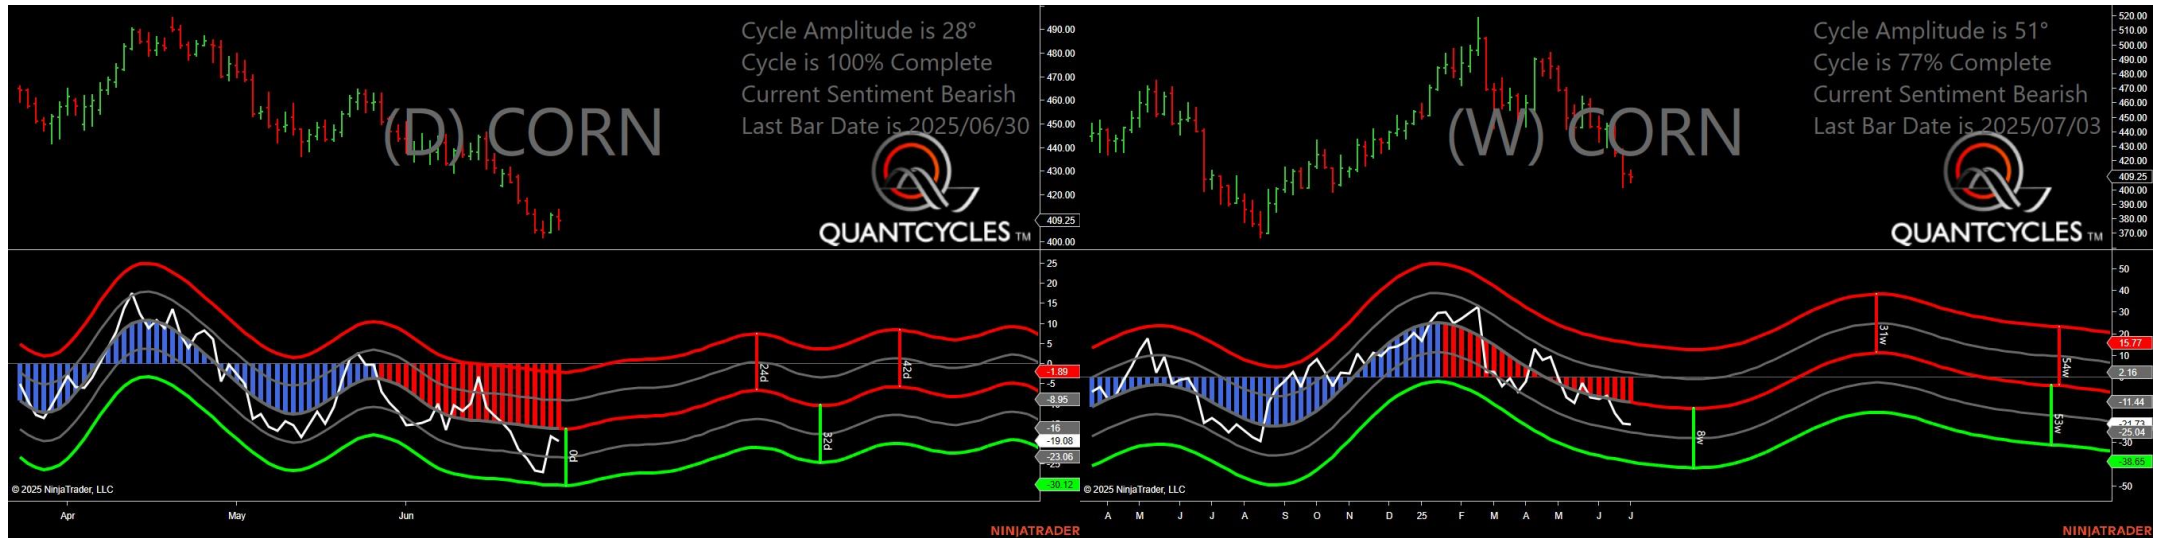 Cycle Amplitude is 28°
Cycle is 100% Complete
Current Sentiment Bearish
Last Bar Date is 2025/06/30
(D) CORN
QUANTCYCLES TM
490.00
480.00
470.00
460.00
450.00
440.00
430.00
420.00
409.25
400.00
25
20
15
10
5
0
-1.89
-5
-8.95
-16
-19.08
-23.06
-25
-30.12
0d
24d
32d
42d
© 2025 NinjaTrader, LLC
Apr
May
Jun
NINJATRADER
Cycle Amplitude is 51°
Cycle is 77% Complete
Current Sentiment Bearish
Last Bar Date is 2025/07/03
(W) CORN
QUANTCYCLES TM
520.00
510.00
500.00
490.00
480.00
470.00
460.00
450.00
440.00
430.00
420.00
409.25
400.00
390.00
380.00
370.00
50
40
30
20
15.77
10
2.16
-11.44
-21.73
-25.04
-30
-38.65
-50
8w
31w
53w
54w
© 2025 NinjaTrader, LLC
A
M
J
J
A
S
O
N
D
25
F
M
A
M
J
J
NINJATRADER